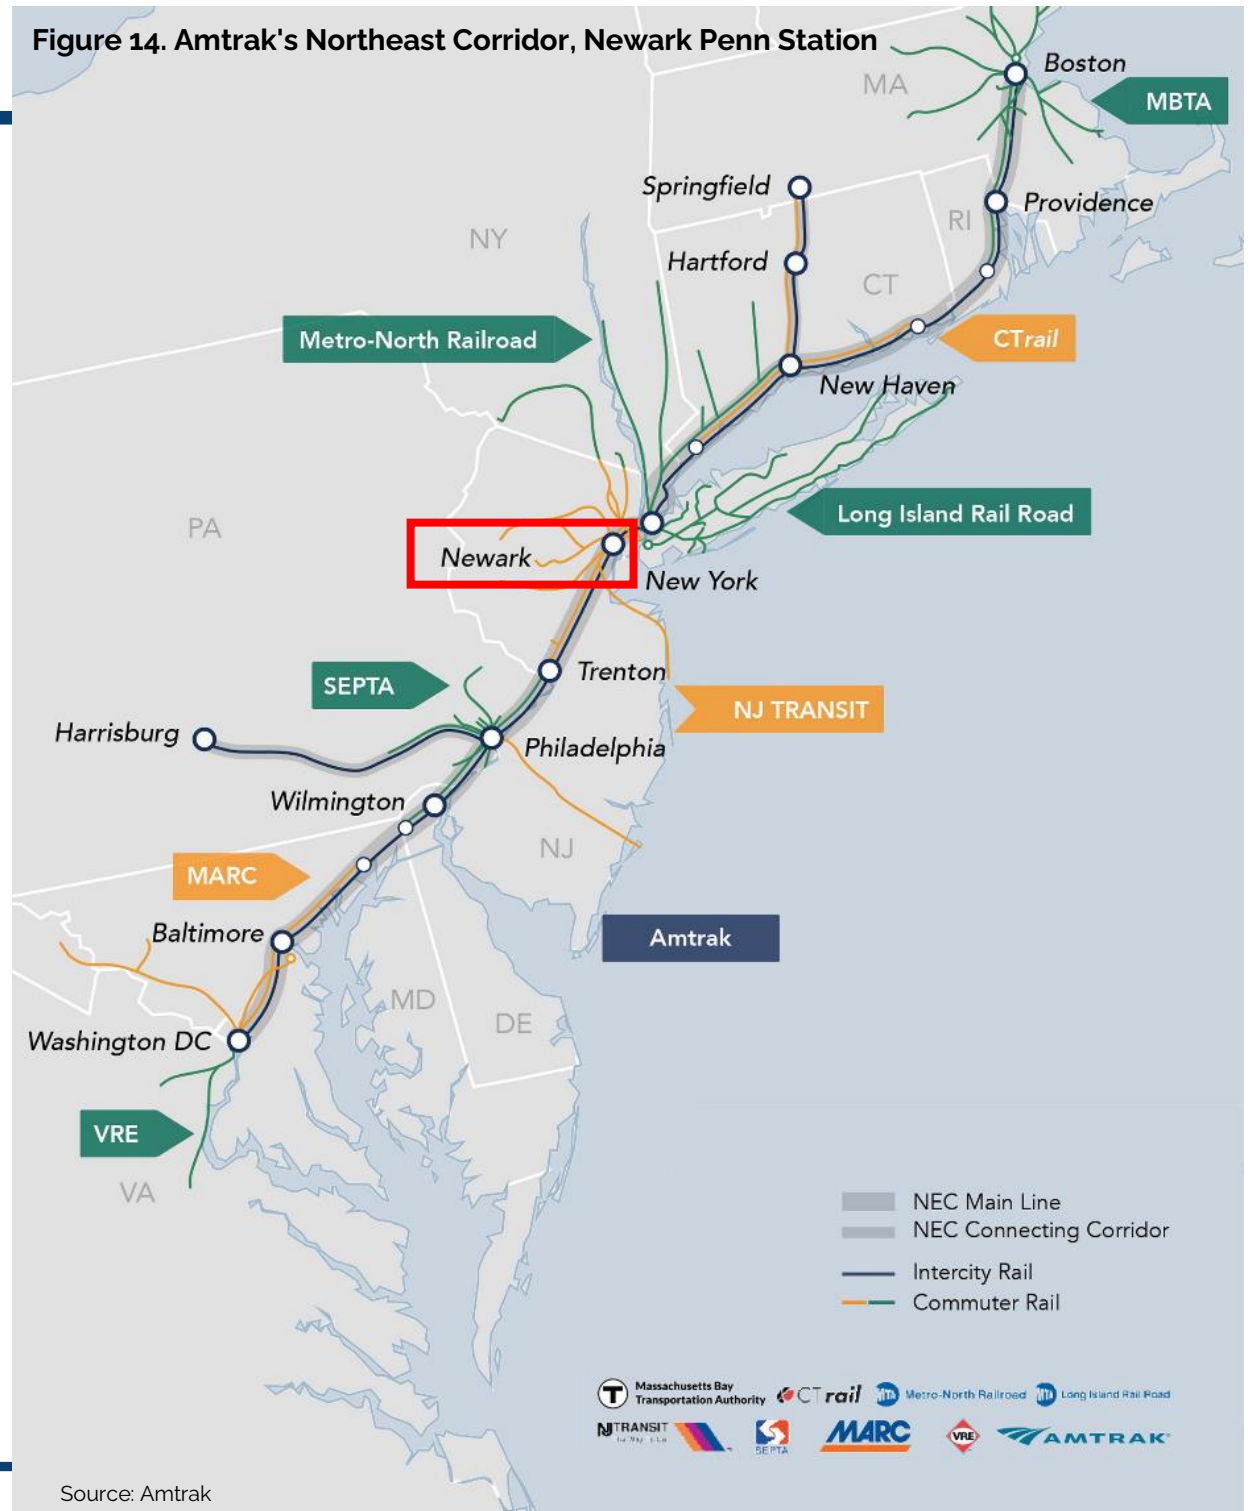 Figure 14. Amtrak's Northeast Corridor, Newark Penn Station
Boston
MA
MBTA
Springfield
Providence
RI
NY
Hartford
CT
Metro-North Railroad
CTrail
New Haven
PA
Long Island Rail Road
Newark
New York
Trenton
SEPTA
NJ TRANSIT
Harrisburg
Philadelphia
Wilmington
NJ
MARC
Baltimore
Amtrak
MD
DE
Washington DC
VRE
VA
NEC Main Line
NEC Connecting Corridor
Intercity Rail
Commuter Rail
T Massachusetts Bay
Transportation Authority
CTrail
MTA Metro-North Railroad
MTA Long Island Rail Road
NJ TRANSIT
SEPTA
MARC
VRE
AMTRAK
Source: Amtrak